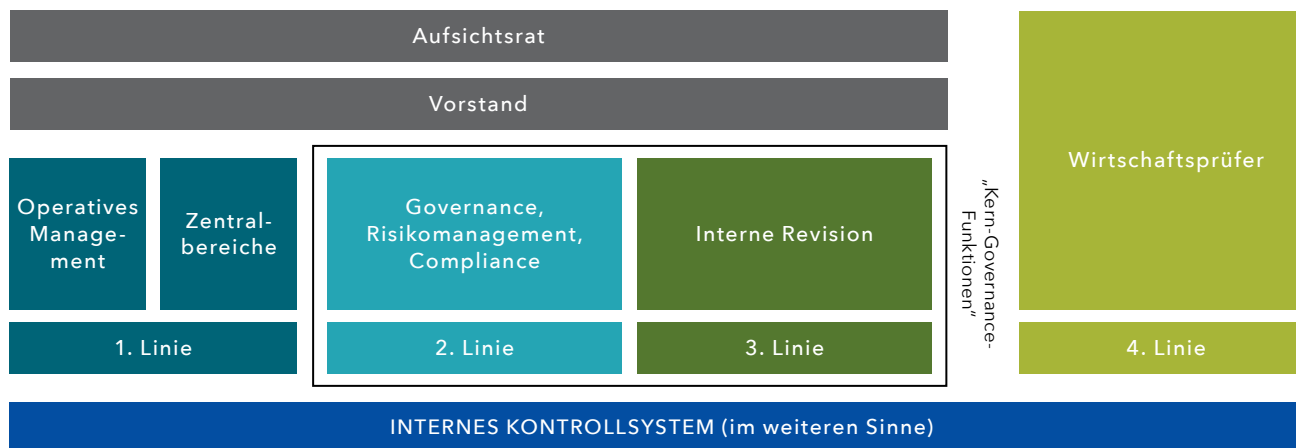 Aufsichtsrat
Vorstand
Operatives
Manage-
ment
Zentral-
bereiche
Governance,
Risikomanagement,
Compliance
Interne Revision
„Kern-Governance-
Funktionen“
Wirtschaftsprüfer
1. Linie
2. Linie
3. Linie
4. Linie
INTERNES KONTROLLSYSTEM (im weiteren Sinne)